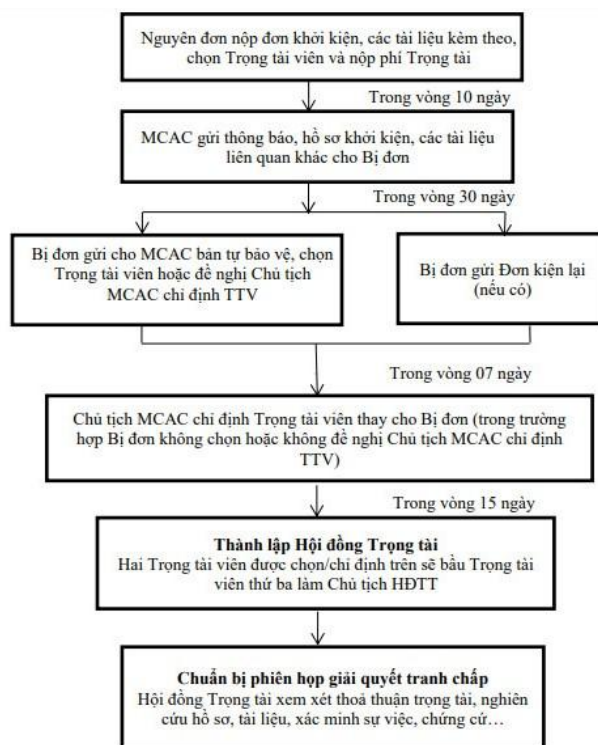 Nguyên đơn nộp đơn khởi kiện, các tài liệu kèm theo,
chọn Trọng tài viên và nộp phí Trọng tài
Trong vòng 10 ngày
MCAC gửi thông báo, hồ sơ khởi kiện, các tài liệu
liên quan khác cho Bị đơn
Trong vòng 30 ngày
Bị đơn gửi cho MCAC bản tự bảo vệ, chọn
Trọng tài viên hoặc đề nghị Chủ tịch
MCAC chỉ định TTV
Bị đơn gửi Đơn kiện lại
(nếu có)
Trong vòng 07 ngày
Chủ tịch MCAC chỉ định Trọng tài viên thay cho Bị đơn (trong trường
hợp Bị đơn không chọn hoặc không đề nghị Chủ tịch MCAC chỉ định
TTV)
Trong vòng 15 ngày
Thành lập Hội đồng Trọng tài
Hai Trọng tài viên được chọn/chỉ định trên sẽ bầu Trọng tài
viên thứ ba làm Chủ tịch HĐTT
Chuẩn bị phiên họp giải quyết tranh chấp
Hội đồng Trọng tài xem xét thoả thuận trọng tài, nghiên
cứu hồ sơ, tài liệu, xác minh sự việc, chứng cứ…